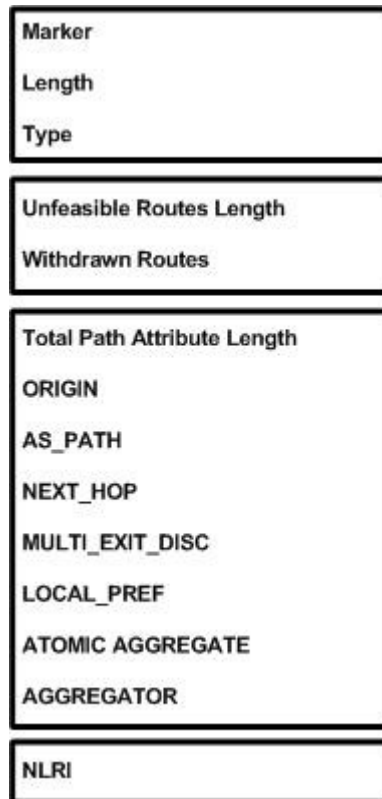 Marker
Length
Type
Unfeasible Routes Length
Withdrawn Routes
Total Path Attribute Length
ORIGIN
AS_PATH
NEXT_HOP
MULTI_EXIT_DISC
LOCAL_PREF
ATOMIC AGGREGATE
AGGREGATOR
NLRI